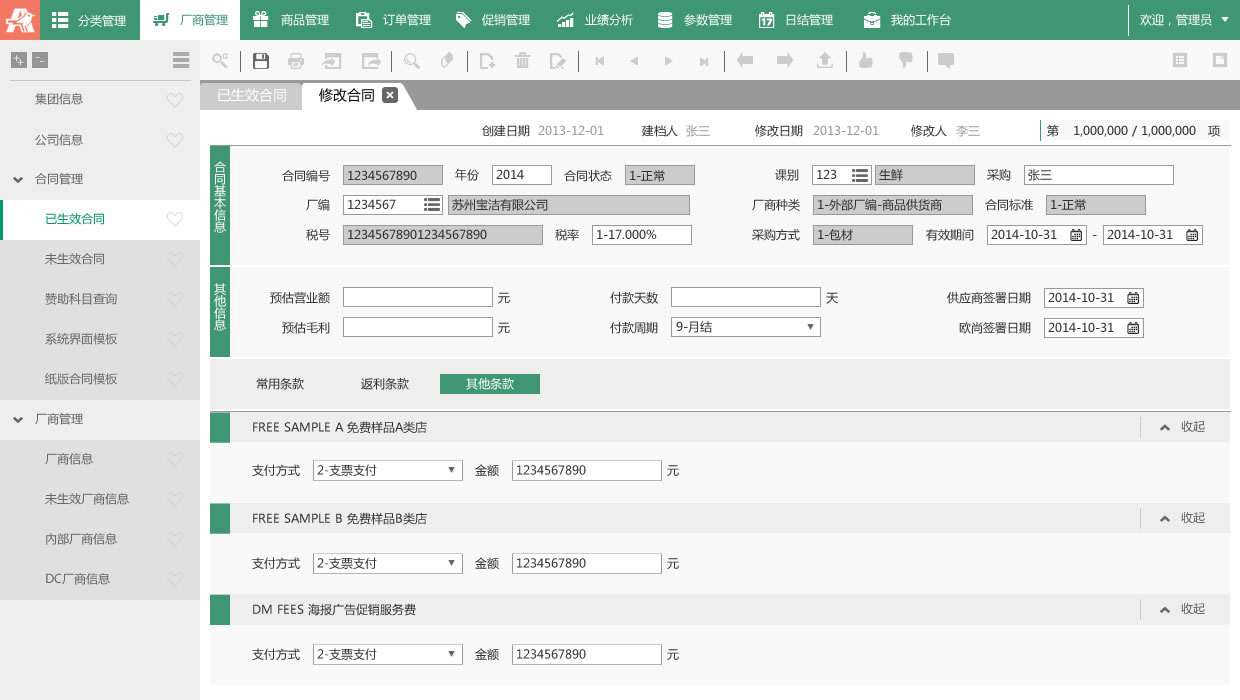 分类管理 厂商管理 商品管理 订单管理 促销管理 业绩分析 参数管理 日结管理 我的工作台 欢迎，管理员
集团信息
公司信息
合同管理
已生效合同
未生效合同
赞助科目查询
系统界面模板
纸版合同模板
厂商管理
厂商信息
未生效厂商信息
内部厂商信息
DC厂商信息
已生效合同 修改合同
创建日期 2013-12-01 建档人 张三 修改日期 2013-12-01 修改人 李三 第 1,000,000 / 1,000,000 项
合同基本信息
合同编号 1234567890 年份 2014 合同状态 1-正常 课别 123 生鲜 采购 张三
厂编 1234567 苏州宝洁有限公司 厂商种类 1-外部厂编-商品供货商 合同标准 1-正常
税号 12345678901234567890 税率 1-17.000% 采购方式 1-包材 有效期间 2014-10-31 - 2014-10-31
其他信息
预估营业额 元 付款天数 天 供应商签署日期 2014-10-31
预估毛利 元 付款周期 9-月结 欧尚签署日期 2014-10-31
常用条款 返利条款 其他条款
FREE SAMPLE A 免费样品A类店 收起
支付方式 2-支票支付 金额 1234567890 元
FREE SAMPLE B 免费样品B类店 收起
支付方式 2-支票支付 金额 1234567890 元
DM FEES 海报广告促销服务费 收起
支付方式 2-支票支付 金额 1234567890 元